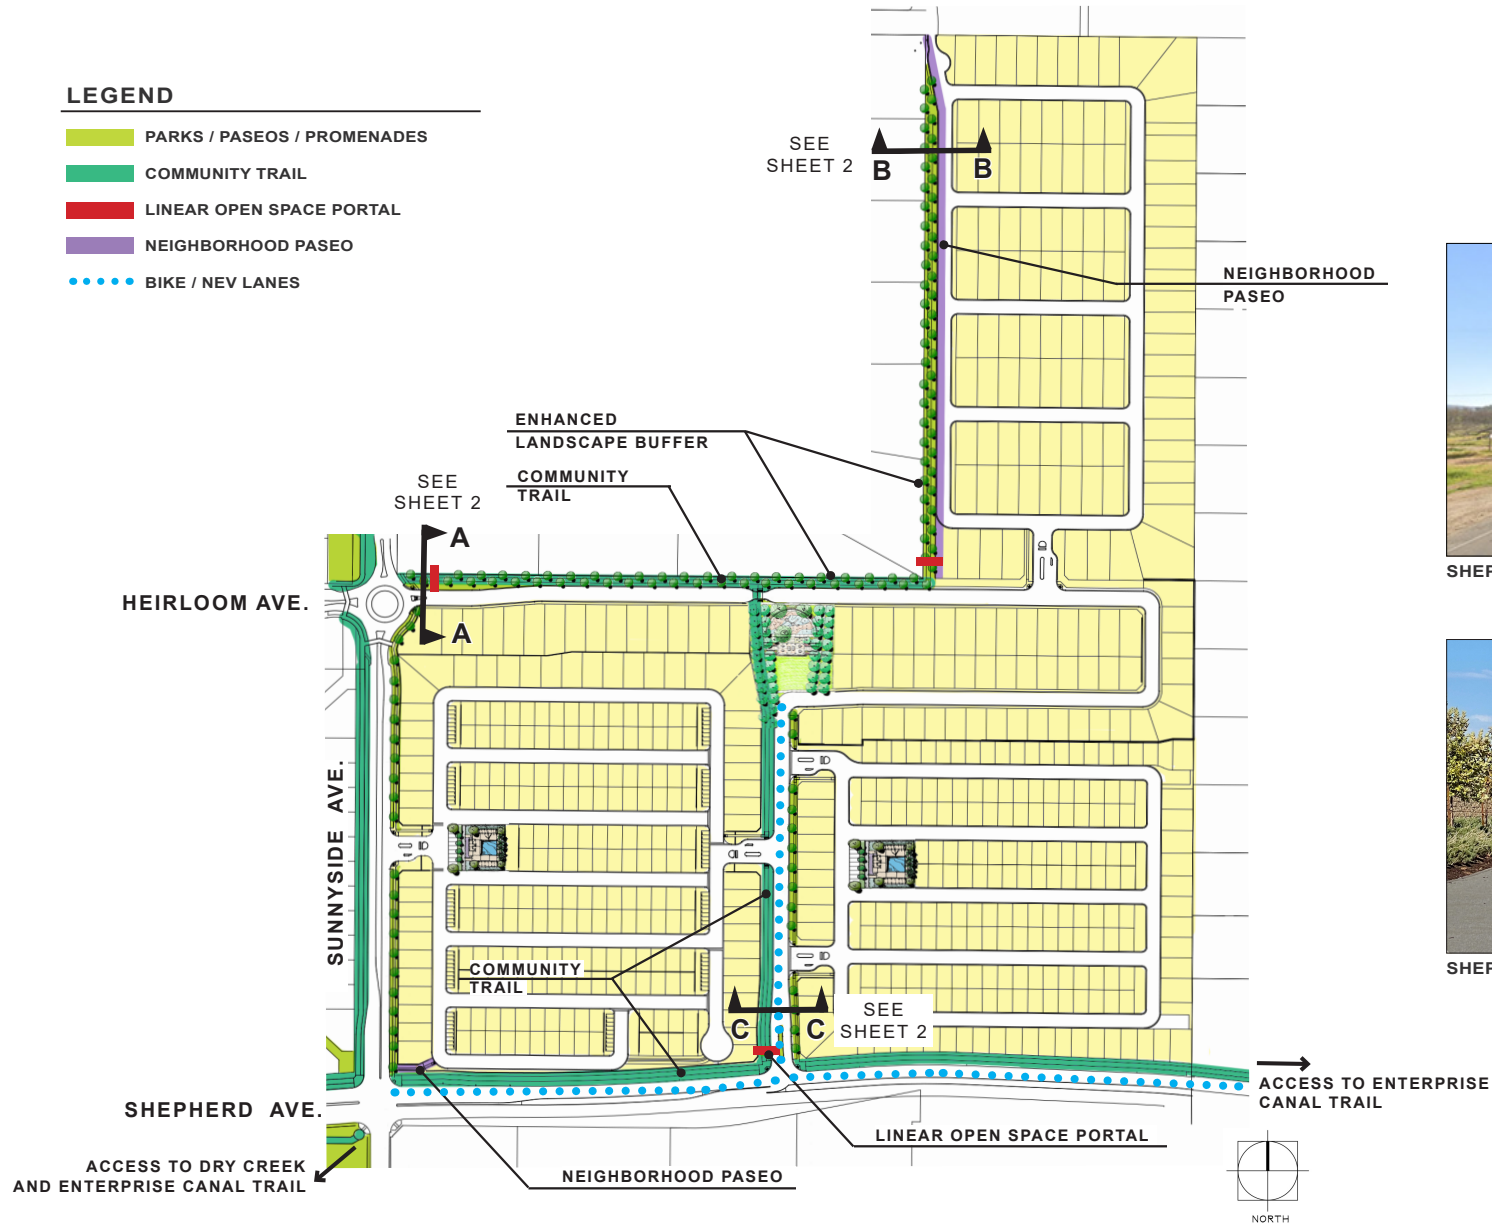 LEGEND
PARKS / PASEOS / PROMENADES
COMMUNITY TRAIL
LINEAR OPEN SPACE PORTAL
NEIGHBORHOOD PASEO
BIKE / NEV LANES
SEE
SHEET 2
B
B
NEIGHBORHOOD
PASEO
ENHANCED
LANDSCAPE BUFFER
COMMUNITY
TRAIL
SEE
SHEET 2
A
A
HEIRLOOM AVE.
SHEP
SUNNYSIDE AVE.
SHEP
COMMUNITY
TRAIL
C
C
SEE
SHEET 2
ACCESS TO ENTERPRISE
CANAL TRAIL
SHEPHERD AVE.
LINEAR OPEN SPACE PORTAL
ACCESS TO DRY CREEK
AND ENTERPRISE CANAL TRAIL
NEIGHBORHOOD PASEO
NORTH